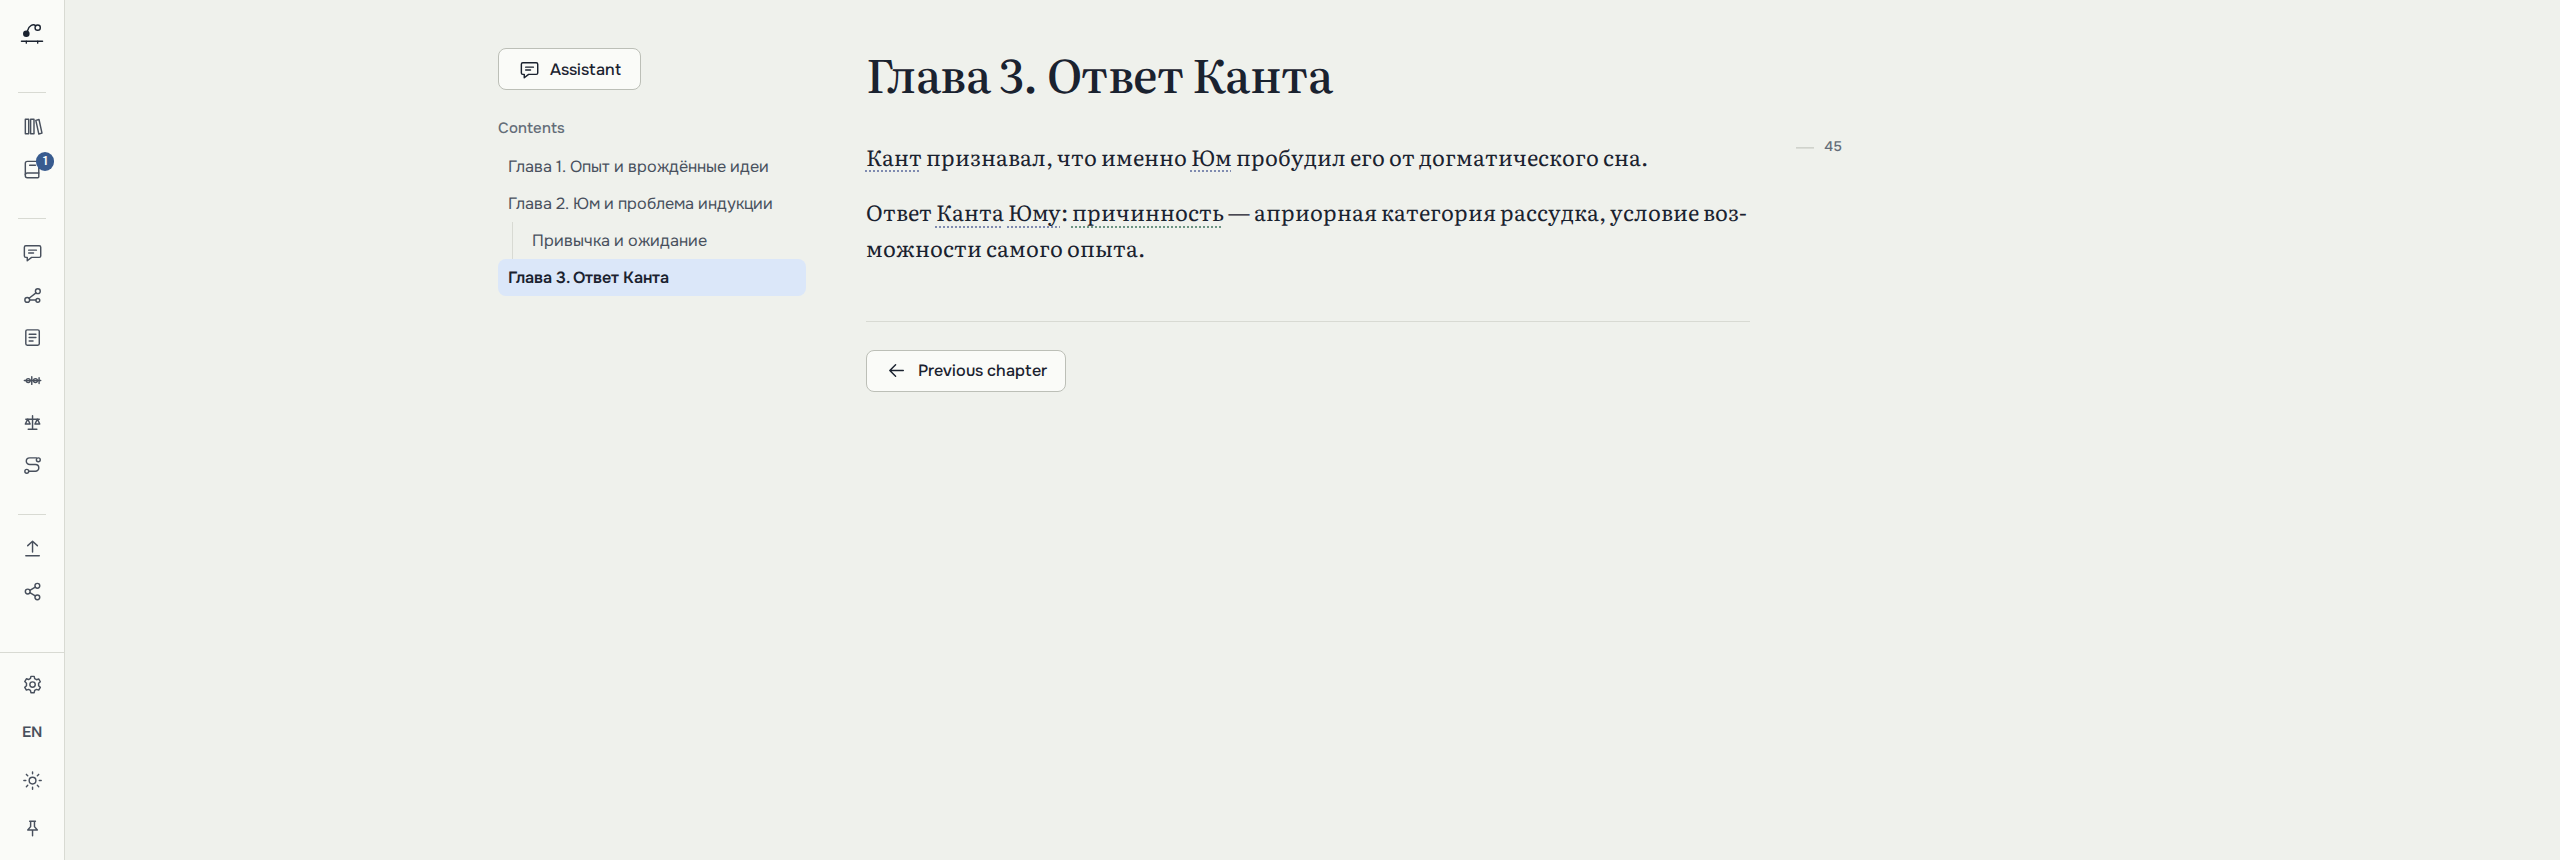 1
EN
Assistant
Contents
Глава 1. Опыт и врождённые идеи
Глава 2. Юм и проблема индукции
Привычка и ожидание
Глава 3. Ответ Канта
Глава 3. Ответ Канта
Кант признавал, что именно Юм пробудил его от догматического сна.
45
Ответ Канта Юму: причинность — априорная категория рассудка, условие воз-
можности самого опыта.
Previous chapter